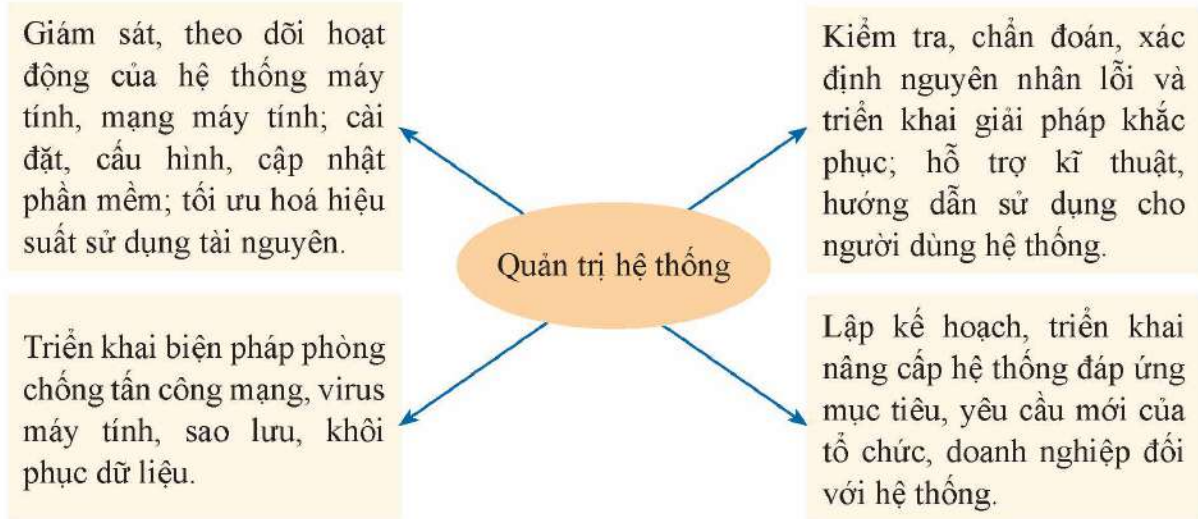 Giám sát, theo dõi hoạt
động của hệ thống máy
tính, mạng máy tính; cài
đặt, cấu hình, cập nhật
phần mềm; tối ưu hoá hiệu
suất sử dụng tài nguyên.
Kiểm tra, chẩn đoán, xác
định nguyên nhân lỗi và
triển khai giải pháp khắc
phục; hỗ trợ kĩ thuật,
hướng dẫn sử dụng cho
người dùng hệ thống.
Quản trị hệ thống
Triển khai biện pháp phòng
chống tấn công mạng, virus
máy tính, sao lưu, khôi
phục dữ liệu.
Lập kế hoạch, triển khai
nâng cấp hệ thống đáp ứng
mục tiêu, yêu cầu mới của
tổ chức, doanh nghiệp đối
với hệ thống.